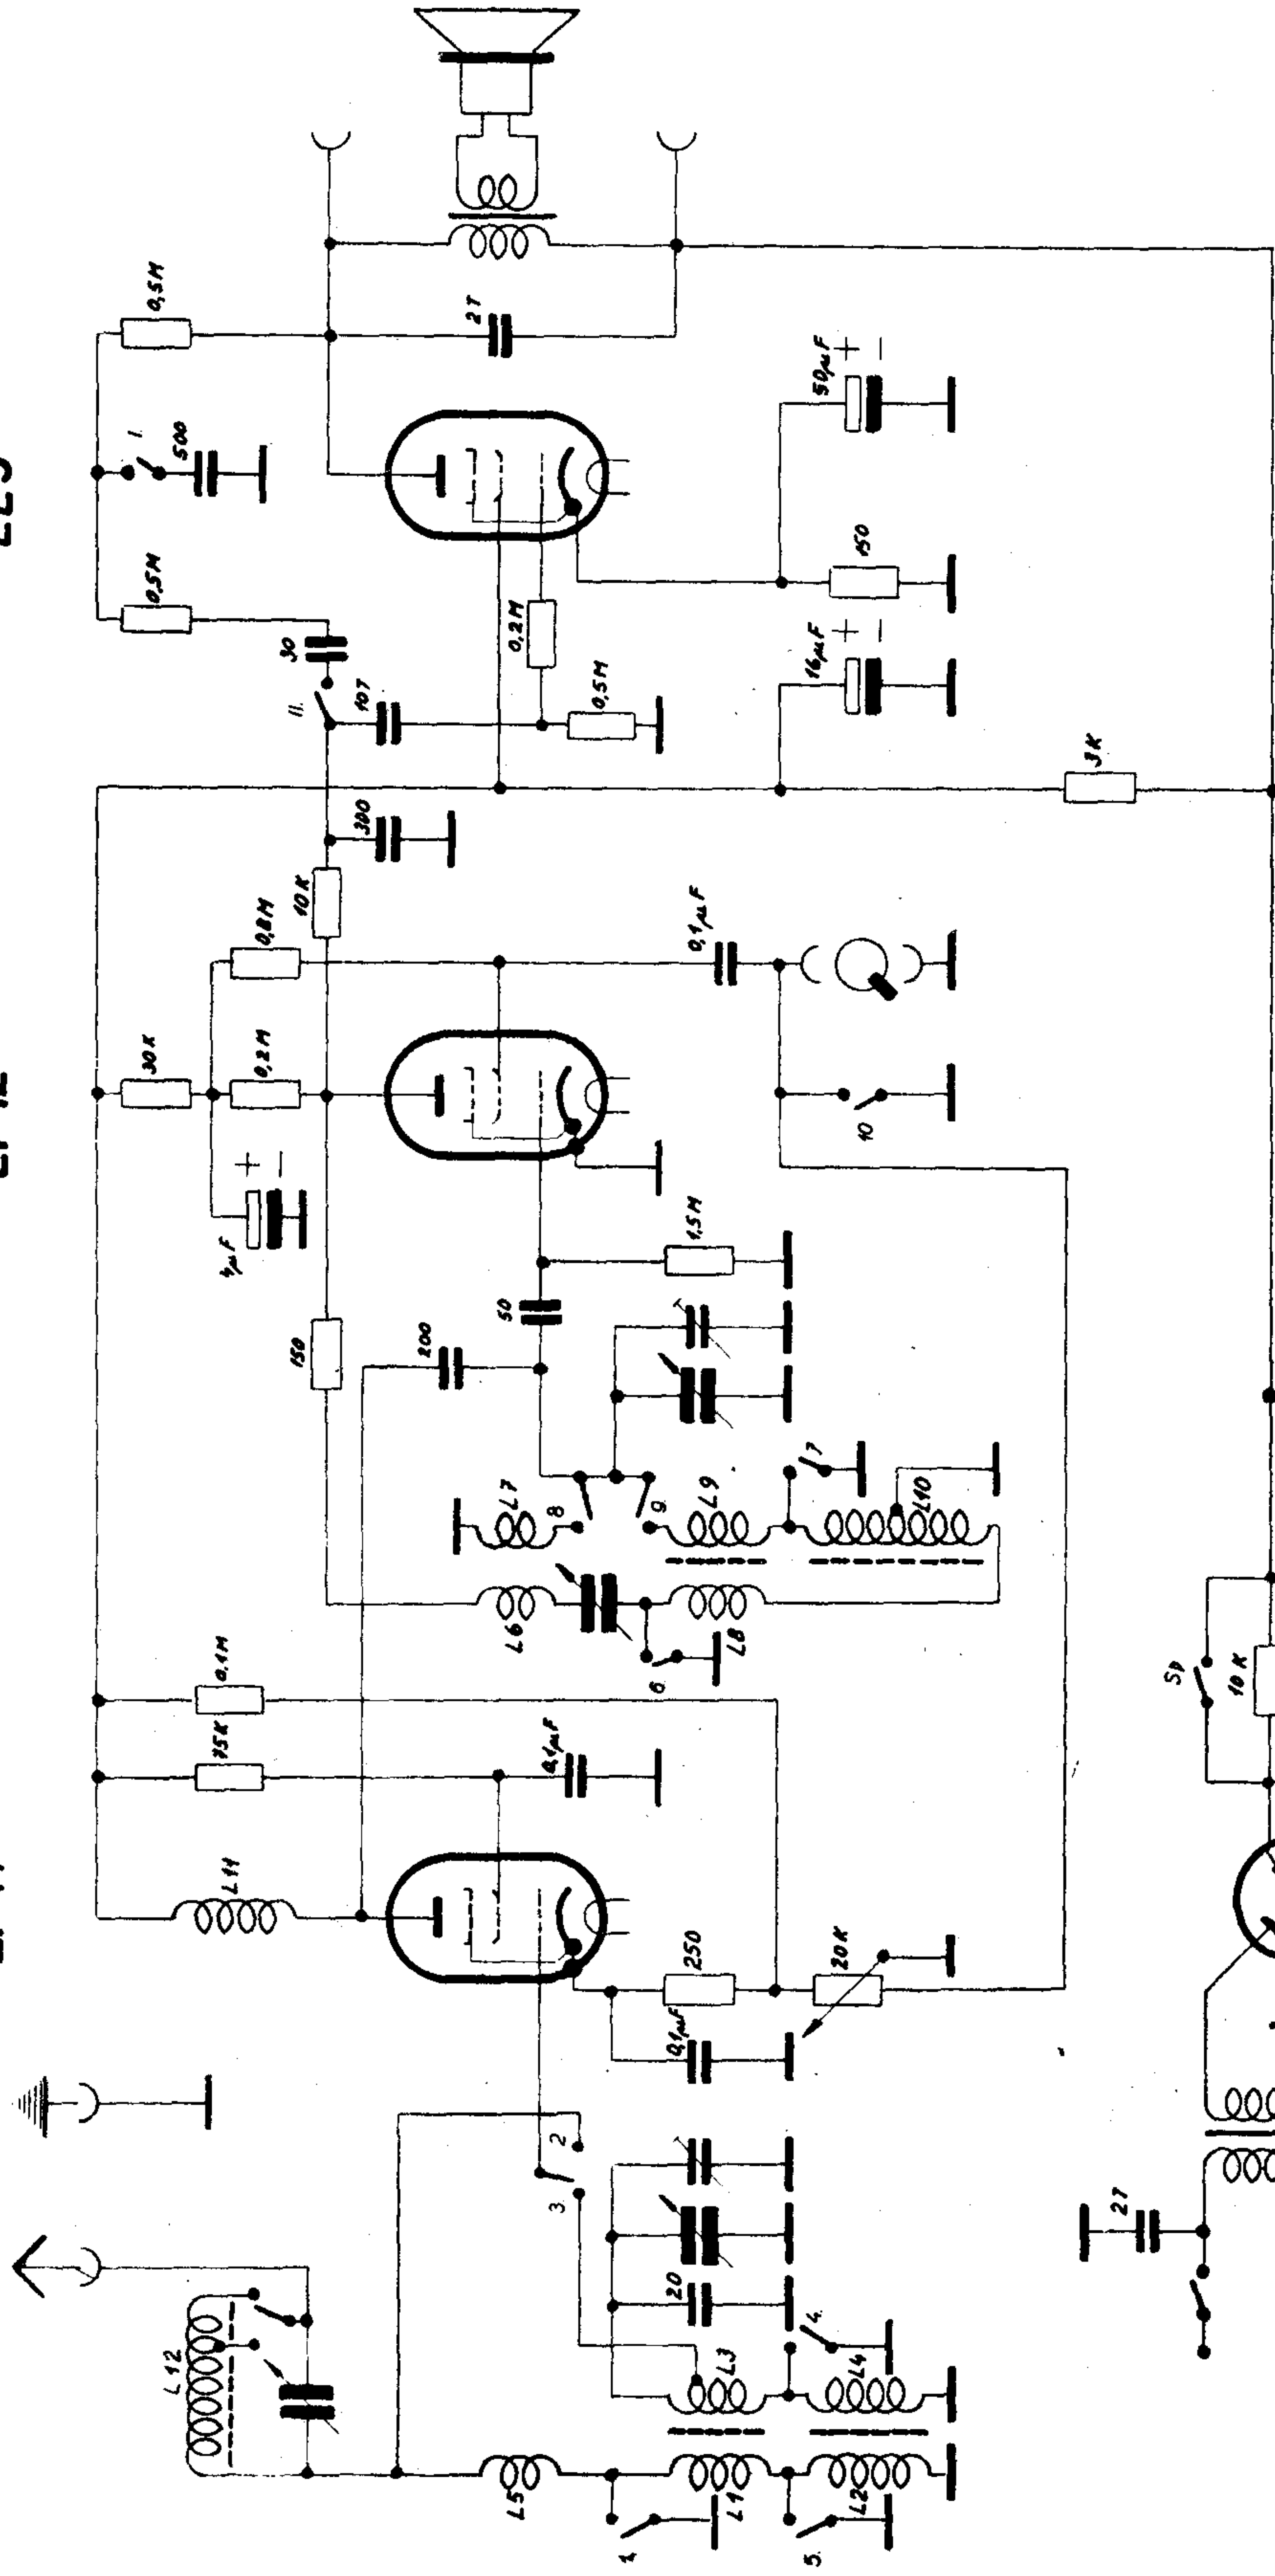 L12
L11
75K
0,1M
4µF
+
−
30K
0,2M
0,8M
10K
300
150
200
50
1,5M
11.
10T
30
0,5M
0,5M
1.
500
0,5M
0,2M
2T
L5
1.
L1
5.
L2
L3
L4
4.
20
3.
2
0,1µF
250
20K
0,1µF
L6
L7
8
9.
6.
L8
L9
7
L10
10
0,1µF
3K
16µF
+
−
150
50µF
+
−
2T
10K